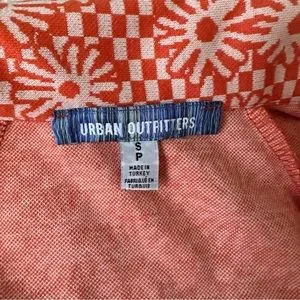 URBAN OUTFITTERS
S
P
MADE IN
TURKEY
FABRIQUÉ EN
TURQUIE